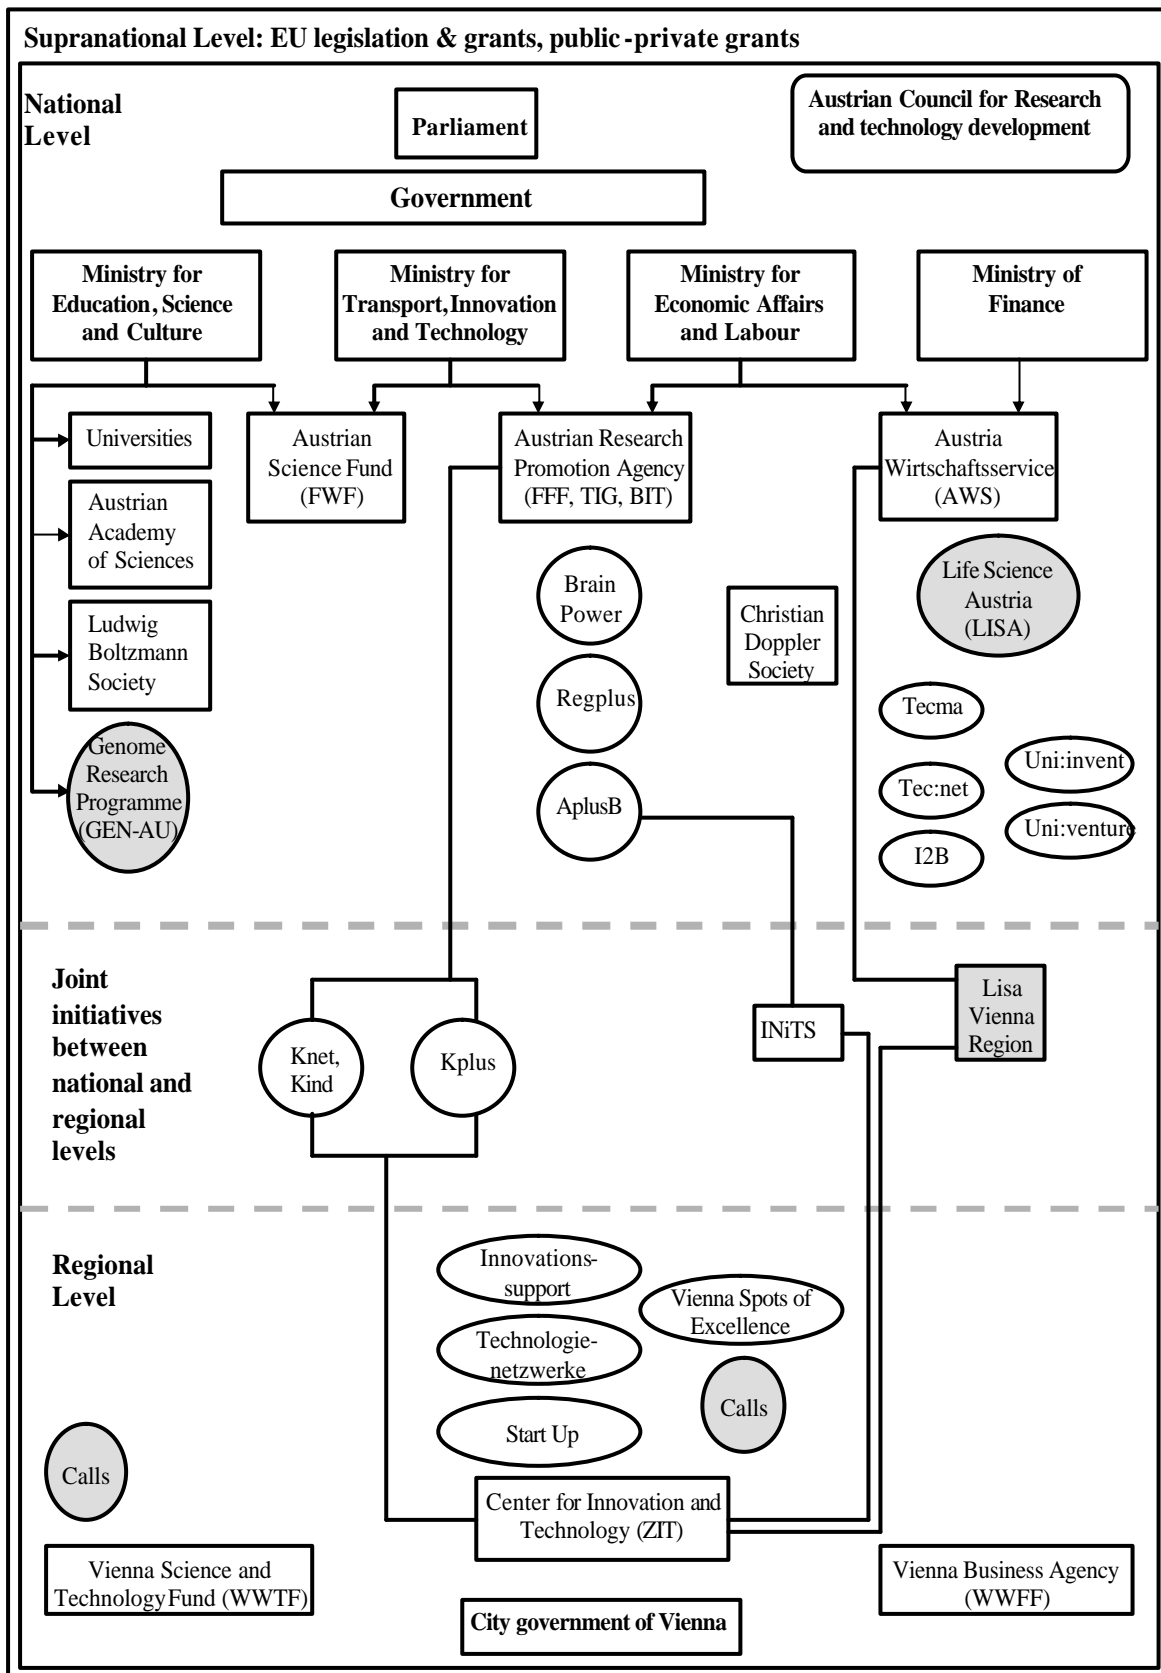 Supranational Level: EU legislation & grants, public-private grants
National
Level
Parliament
Austrian Council for Research
and technology development
Government
Ministry for
Education, Science
and Culture
Ministry for
Transport, Innovation
and Technology
Ministry for
Economic Affairs
and Labour
Ministry of
Finance
Universities
Austrian
Science Fund
(FWF)
Austrian Research
Promotion Agency
(FFF, TIG, BIT)
Austria
Wirtschaftsservice
(AWS)
Austrian
Academy
of Sciences
Ludwig
Boltzmann
Society
Genome
Research
Programme
(GEN-AU)
Brain
Power
Regplus
AplusB
Christian
Doppler
Society
Life Science
Austria
(LISA)
Tecma
Uni:invent
Tec:net
Uni:venture
I2B
Joint
initiatives
between
national and
regional
levels
Knet,
Kind
Kplus
INiTS
Lisa
Vienna
Region
Regional
Level
Innovations-
support
Vienna Spots of
Excellence
Technologie-
netzwerke
Calls
Start Up
Calls
Center for Innovation and
Technology (ZIT)
Vienna Science and
Technology Fund (WWTF)
Vienna Business Agency
(WWFF)
City government of Vienna